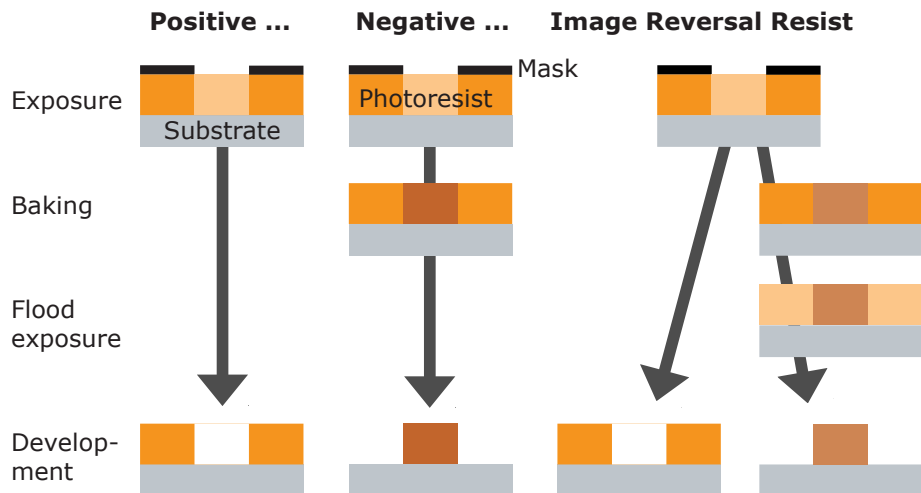 Positive ...
Negative ...
Image Reversal Resist
Mask
Exposure
Photoresist
Substrate
Baking
Flood
exposure
Develop-
ment